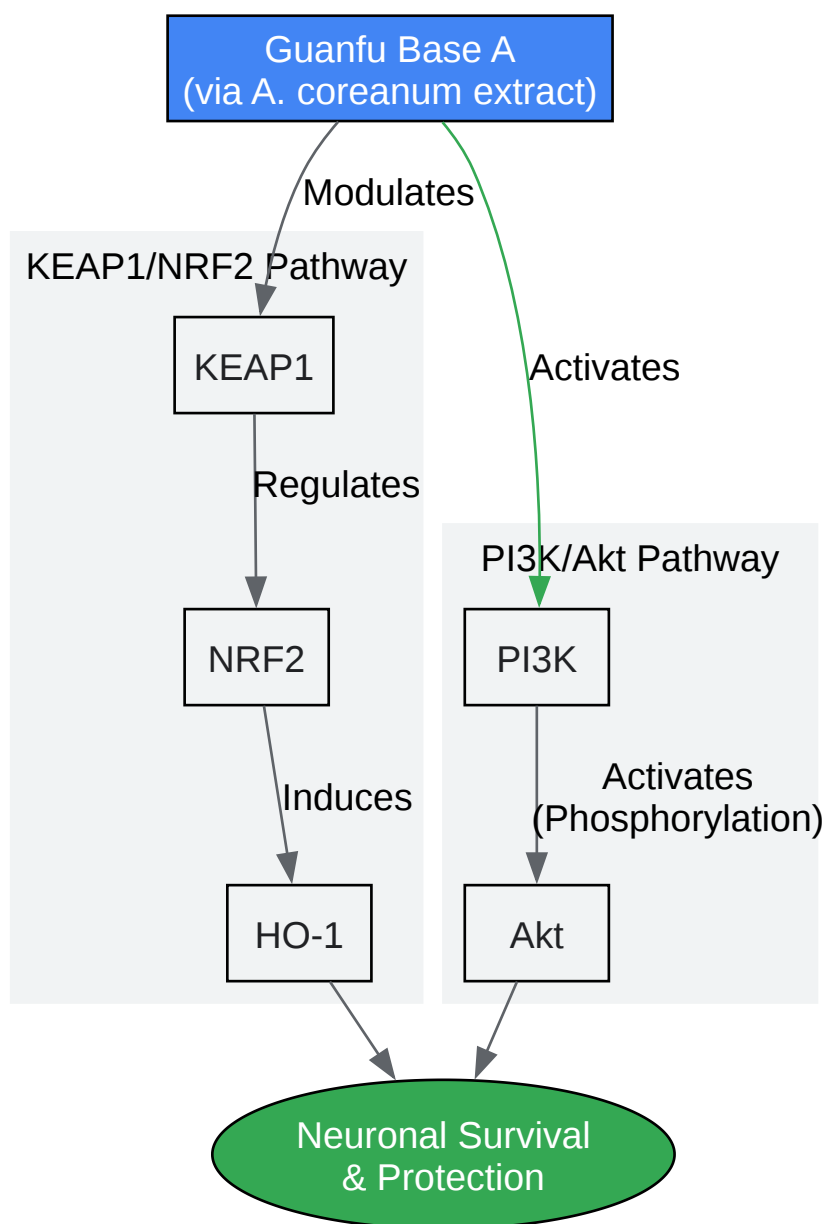 Guanfu Base A
(via A. coreanum extract)
Modulates
KEAP1/NRF2 Pathway
KEAP1
Activates
Regulates
PI3K/Akt Pathway
NRF2
PI3K
Induces
Activates
(Phosphorylation)
HO-1
Akt
Neuronal Survival
& Protection